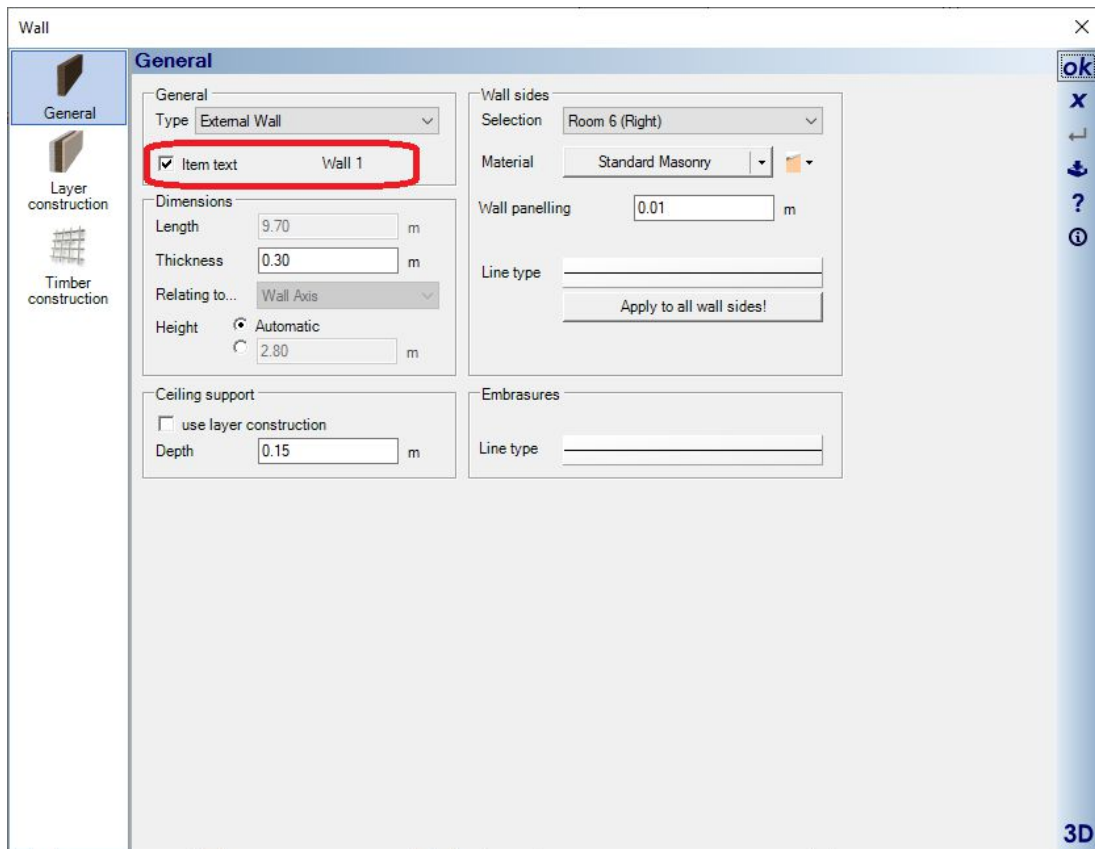 Wall
General
Layer
construction
Timber
construction
General
General
Type External Wall
Item text Wall 1
Dimensions
Length 9.70 m
Thickness 0.30 m
Relating to... Wall Axis
Height Automatic
2.80 m
Ceiling support
use layer construction
Depth 0.15 m
Wall sides
Selection Room 6 (Right)
Material Standard Masonry
Wall panelling 0.01 m
Line type
Apply to all wall sides!
Embrasures
Line type
ok
x
?
3D